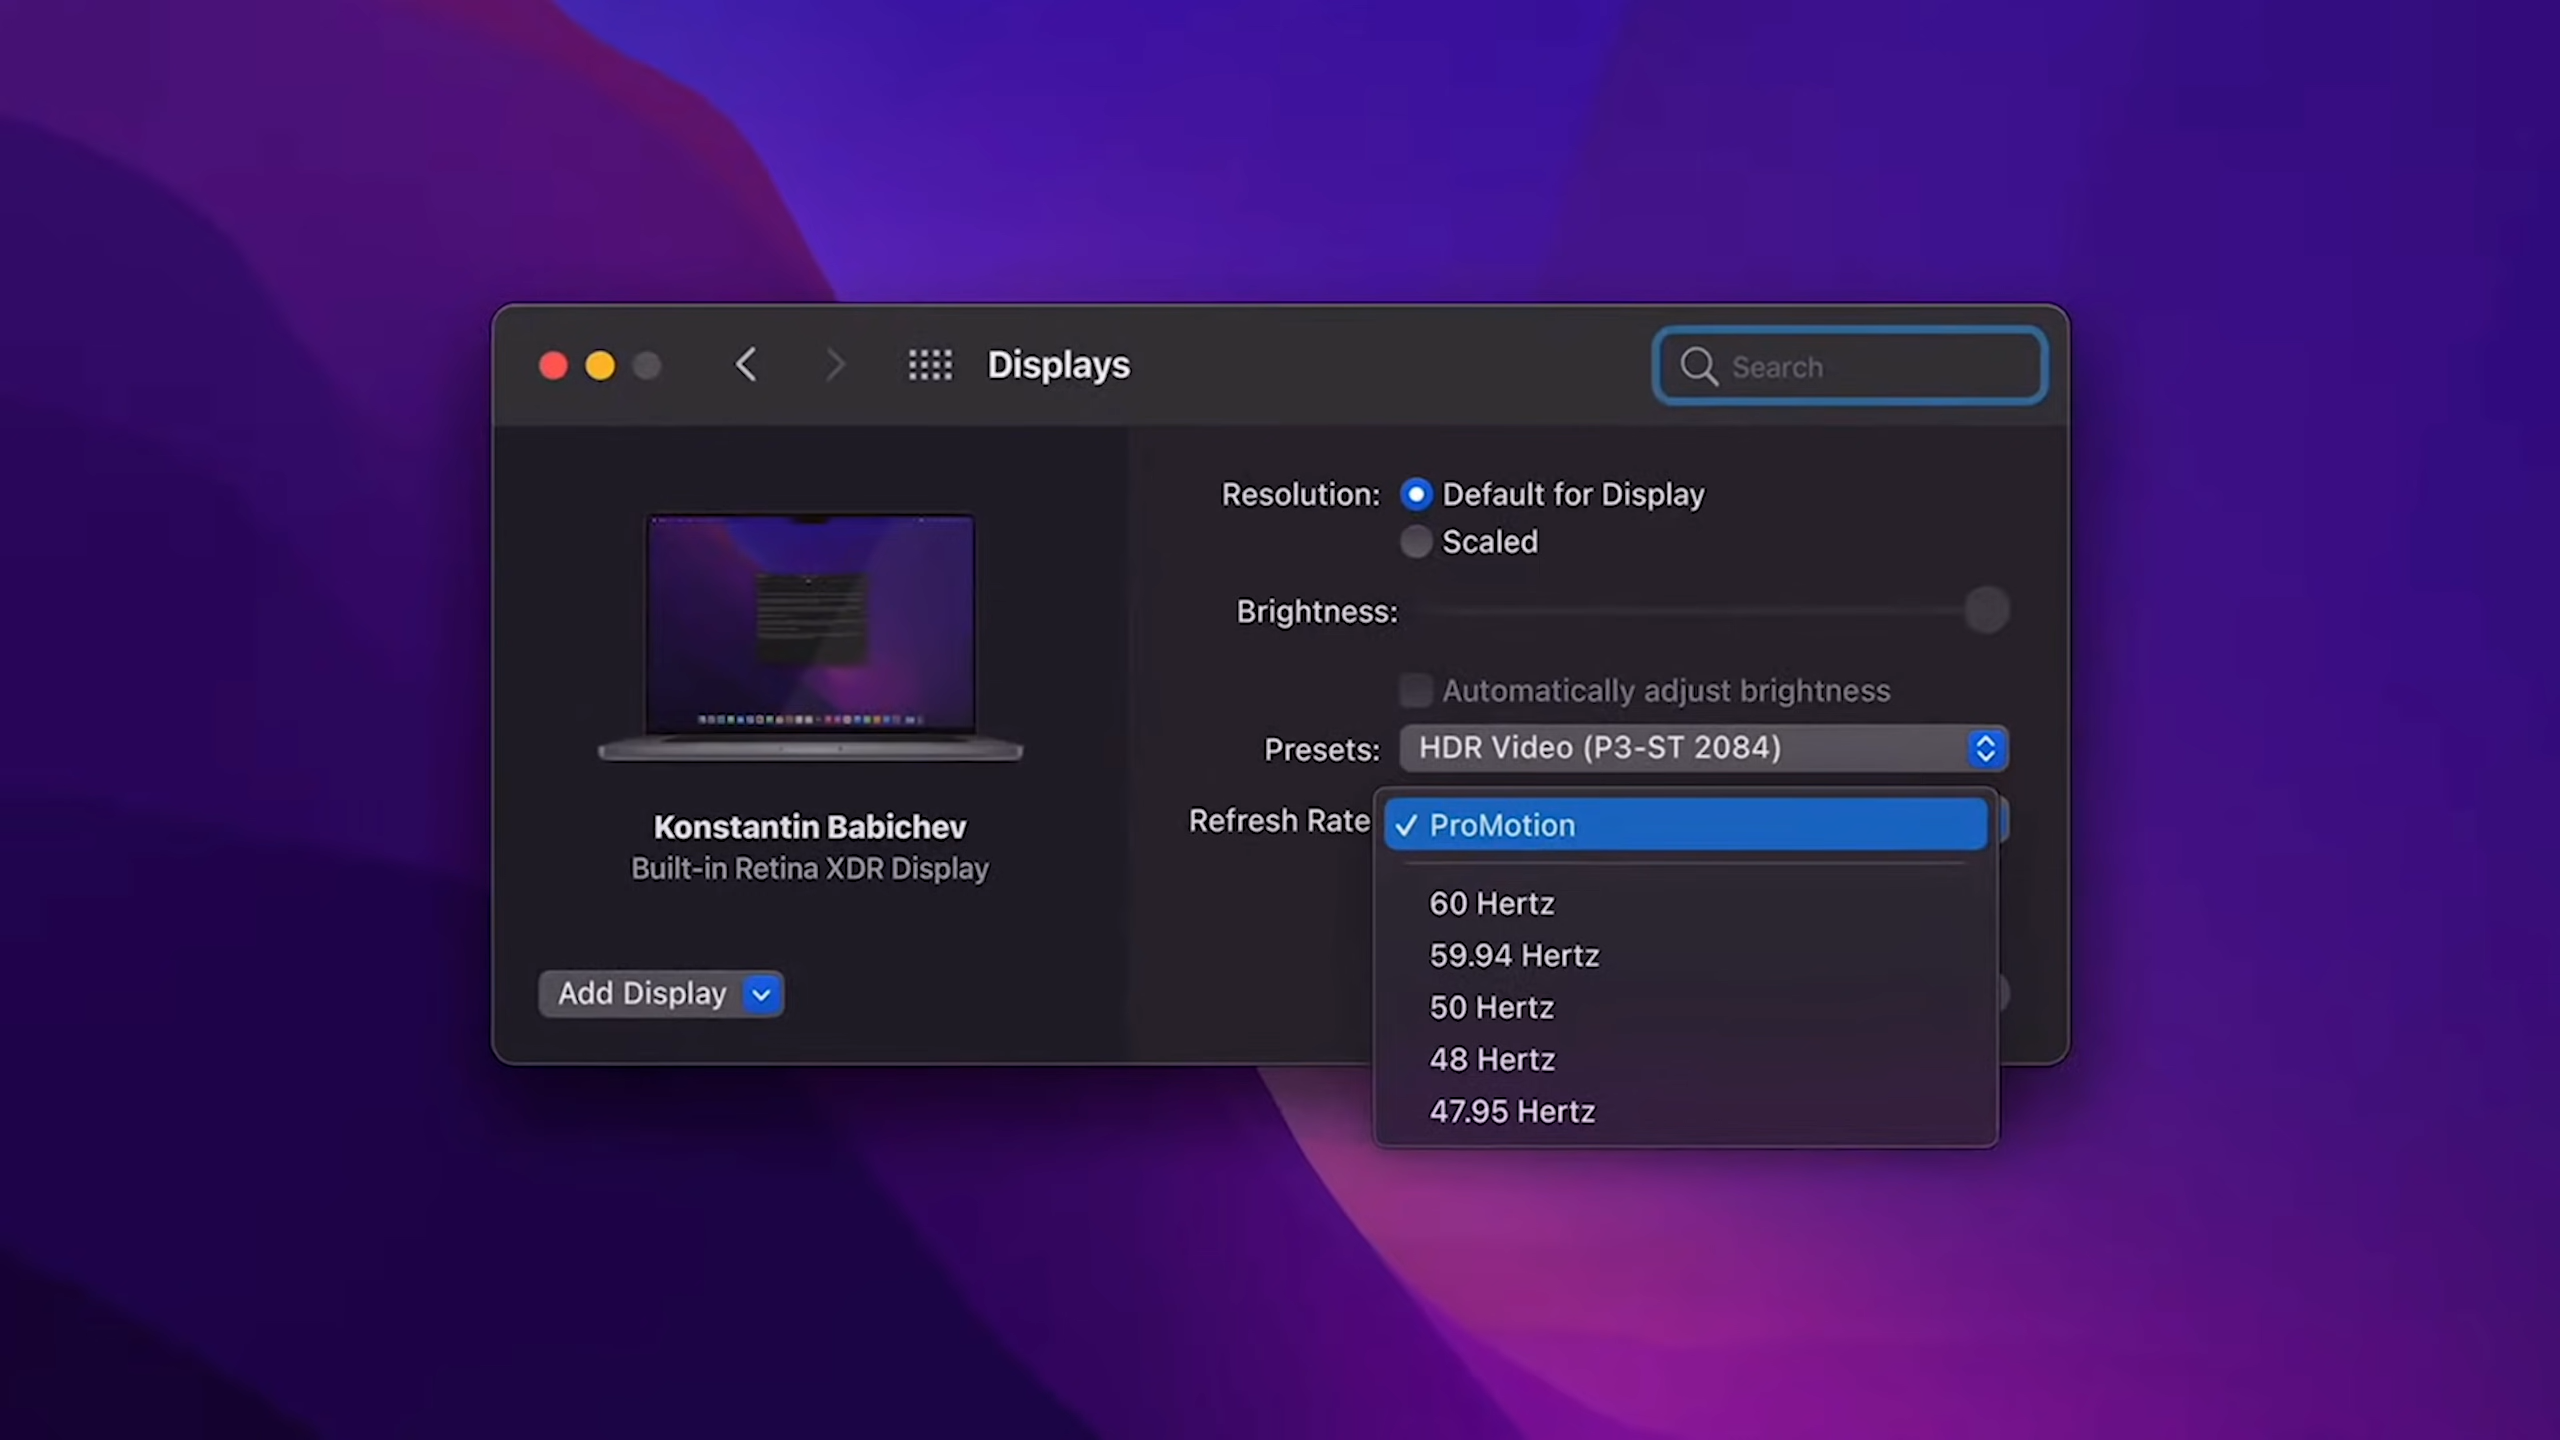 Displays
Search
Resolution:
Default for Display
Scaled
Brightness:
Automatically adjust brightness
Presets:
HDR Video (P3-ST 2084)
Refresh Rate
ProMotion
60 Hertz
59.94 Hertz
50 Hertz
48 Hertz
47.95 Hertz
Konstantin Babichev
Built-in Retina XDR Display
Add Display